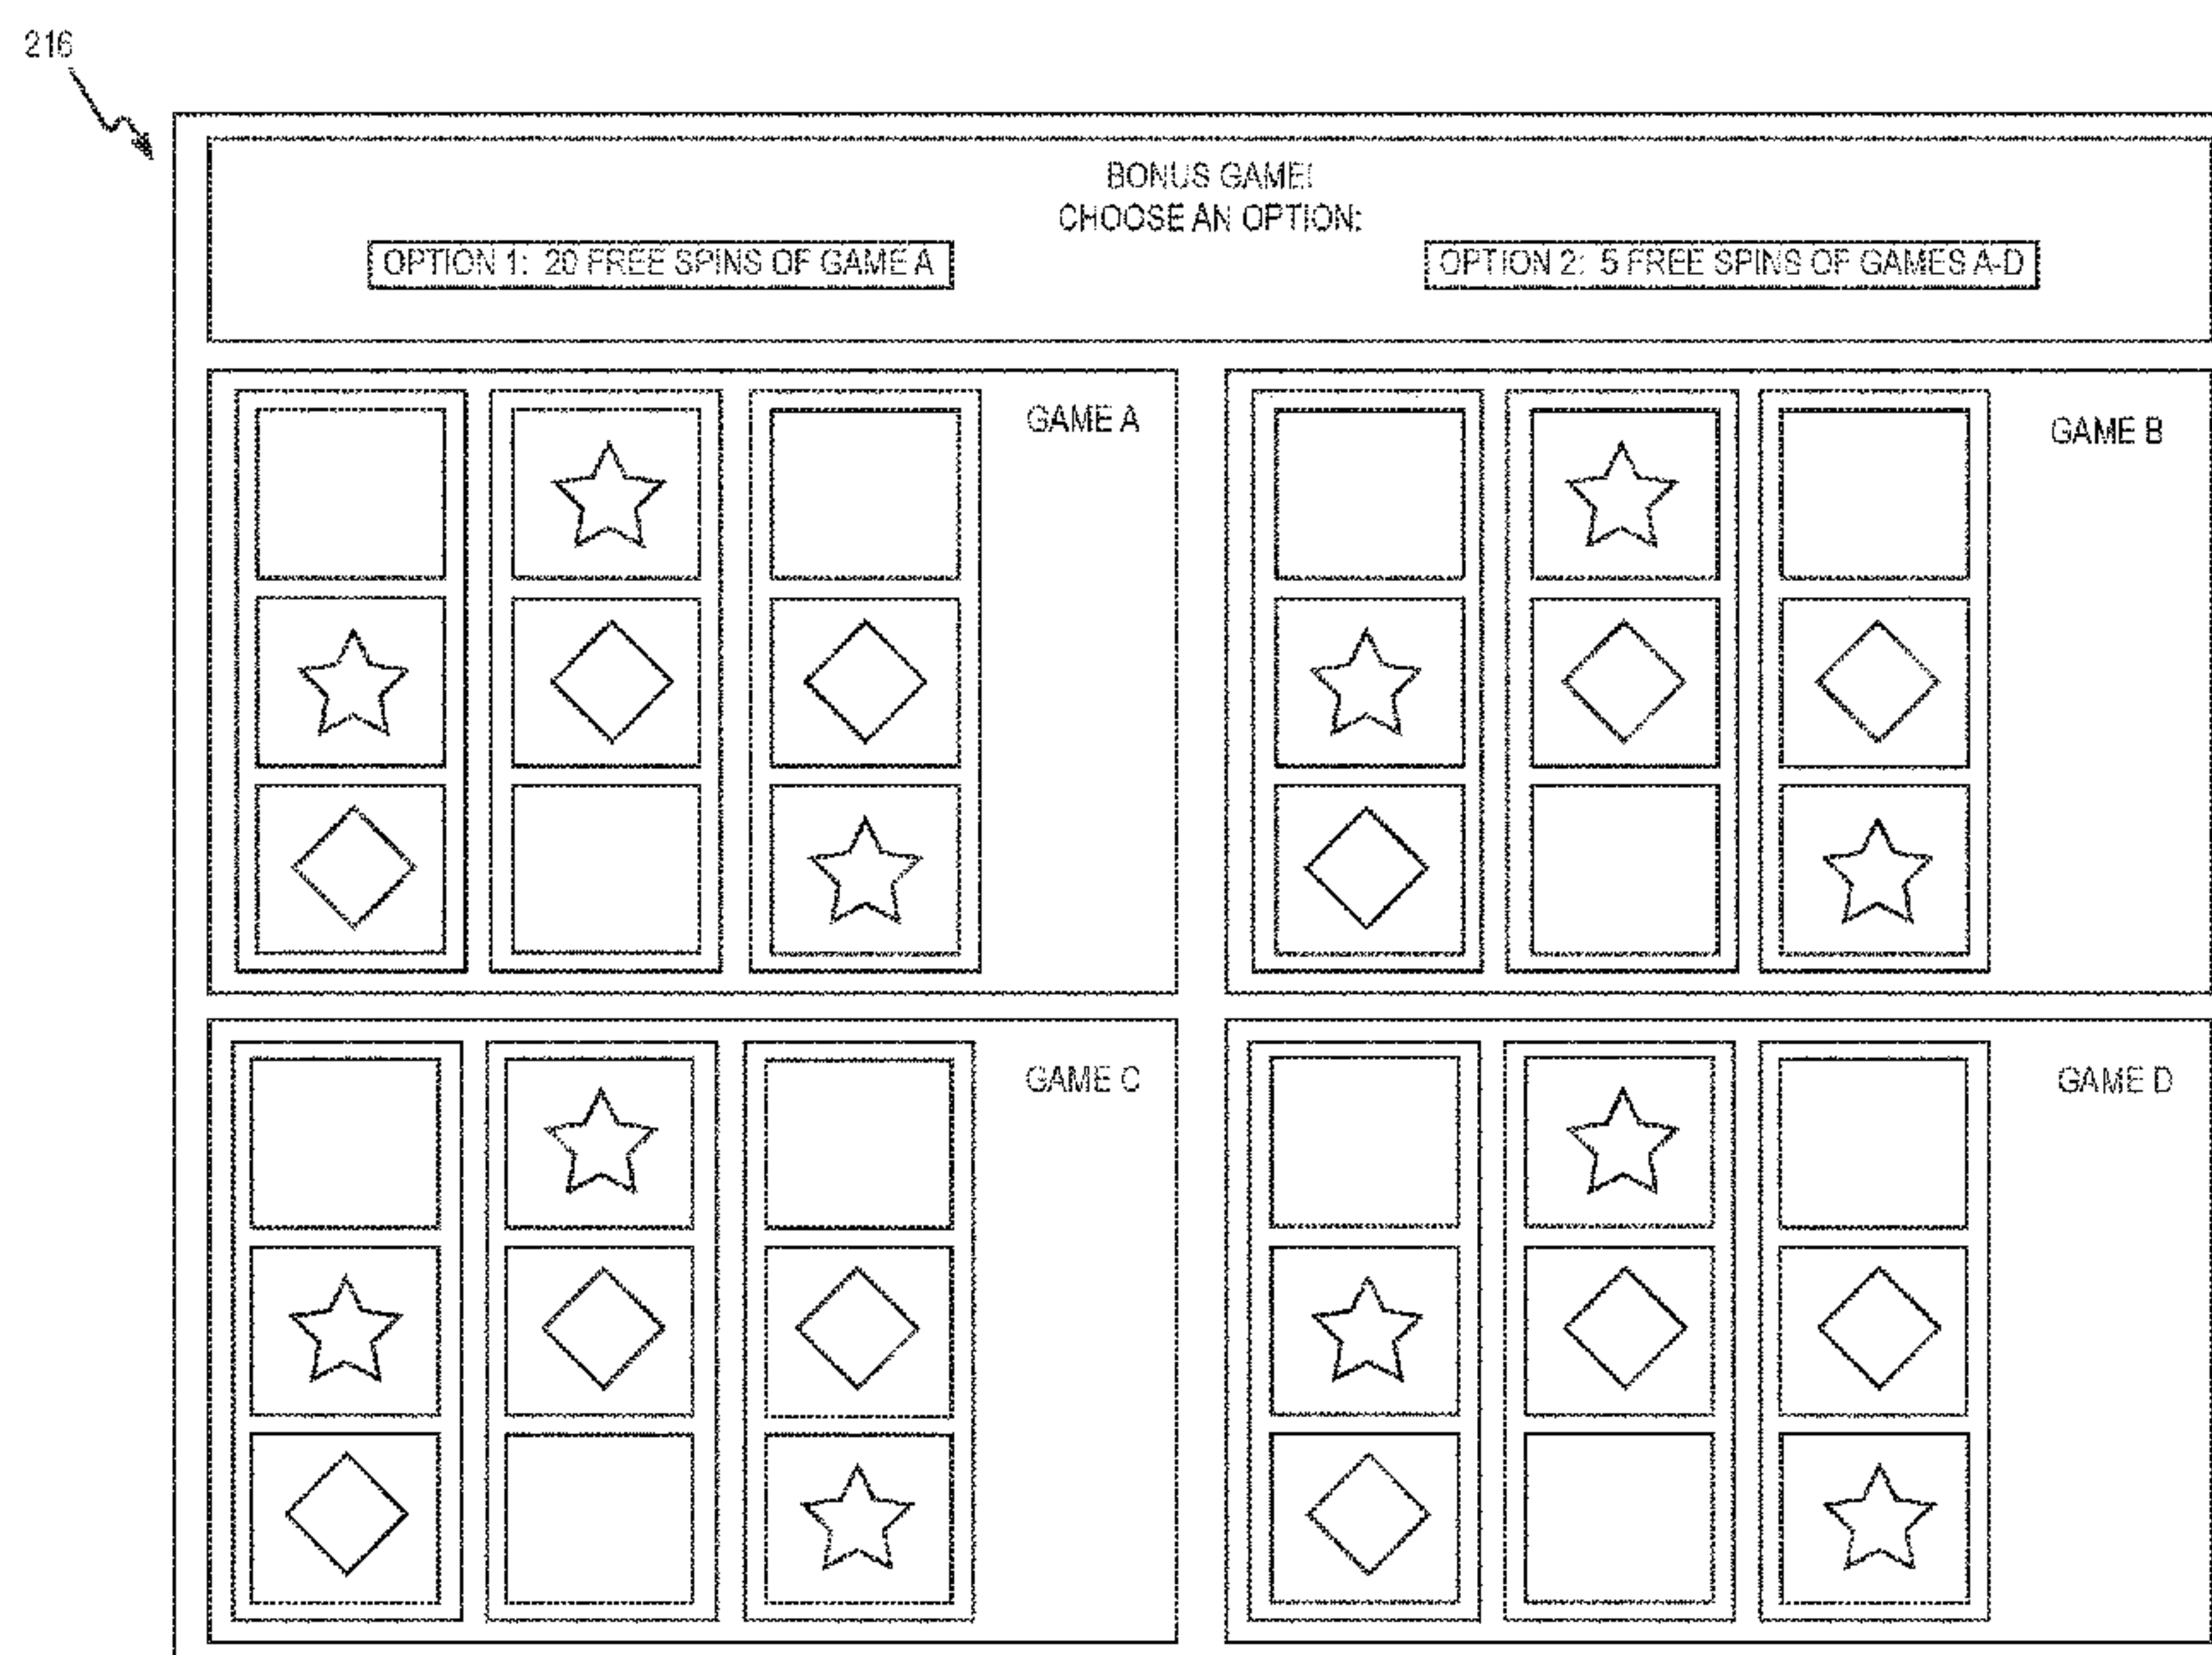 216
BONUS GAME!
CHOOSE AN OPTION:
OPTION 1: 20 FREE SPINS OF GAME A
OPTION 2: 5 FREE SPINS OF GAMES A-D
GAME A
GAME B
GAME C
GAME D